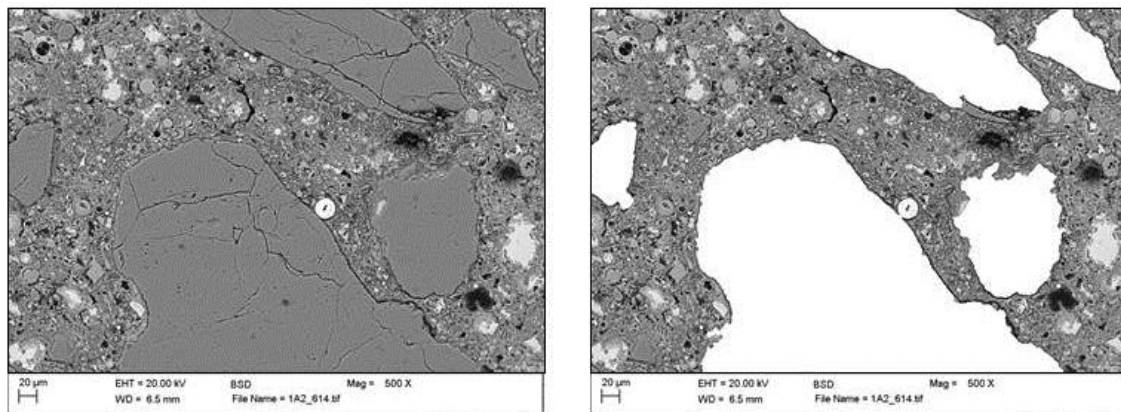 20 µm EHT = 20.00 kV BSD Mag = 500 X
WD = 6.5 mm File Name = 1A2_614.tif
20 µm EHT = 20.00 kV BSD Mag = 500 X
WD = 6.5 mm File Name = 1A2_614.tif